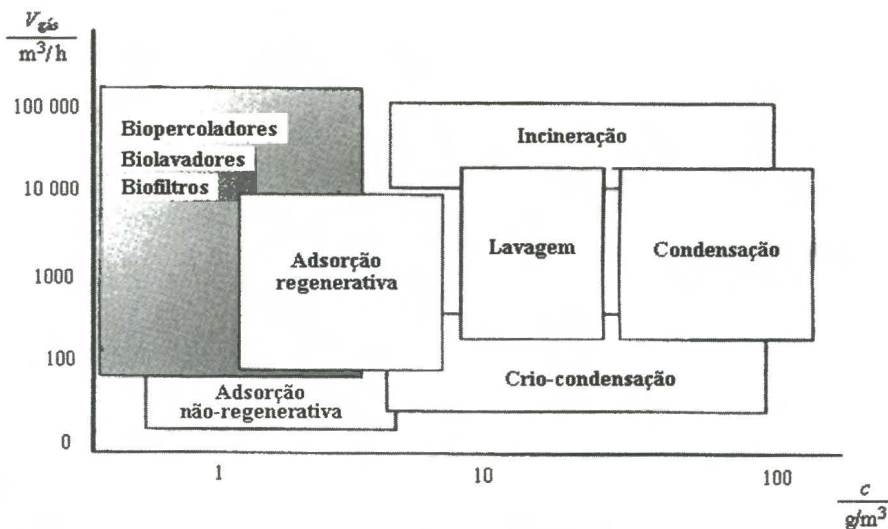 V gás
m³/h
100 000
10 000
1000
100
0
Biopercoladores
Biolavadores
Biofiltros
Incineração
Adsorção
regenerativa
Lavagem
Condensação
Adsorção
não-regenerativa
Crio-condensação
1
10
100
c
g/m³